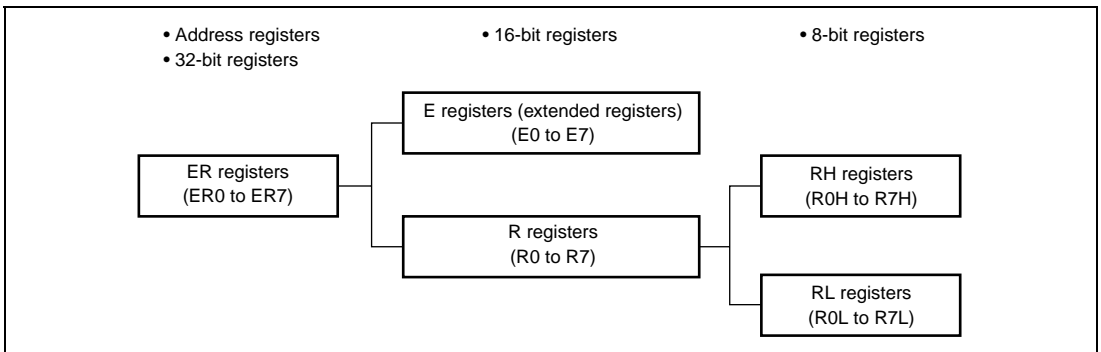 • Address registers
• 32-bit registers
• 16-bit registers
• 8-bit registers
E registers (extended registers)
(E0 to E7)
ER registers
(ER0 to ER7)
RH registers
(R0H to R7H)
R registers
(R0 to R7)
RL registers
(R0L to R7L)